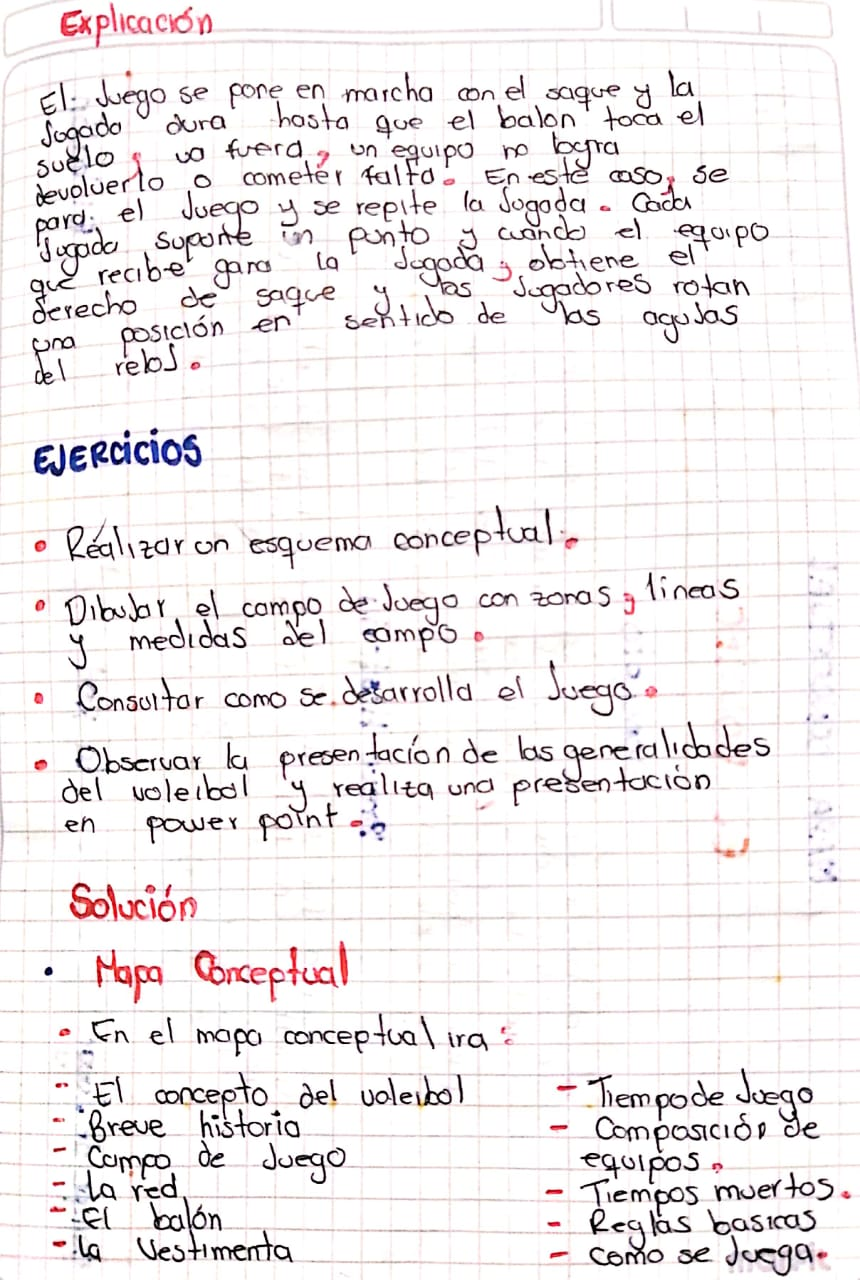 Explicación
El: Juego se pone en marcha con el saque y la
Jogado dura hasta que el balon toca el
suelo, va fuera, un equipo no logra
devolverlo o cometer falta. En este caso, se
para: el Juego y se repite la Jugada. Cada
Jugada suponte un punto y cuando el equipo
que recibe gana la Jugada, obtiene el
derecho de saque y los Jugadores rotan
una posición en sentido de las agujas
del reloJ.
EJERCiciOS
• Realizar un esquema conceptual.
• DibuJar el campo de Juego con zonas, lineas
y medidas del campo.
• Consultar como se desarrolla el Juego.
• Observar la presentación de las generalidades
del voleibol y realiza una presentación
en power point.
Solución
• Mapa Conceptual
• En el mapa conceptual ira:
- El concepto del voleibol
- Breve historia
- Campo de Juego
- La red
- El balón
- la Vestimenta
- Tiempo de Juego
- Composición de
equipos.
- Tiempos muertos.
- Reglas basicas
- como se Juega.